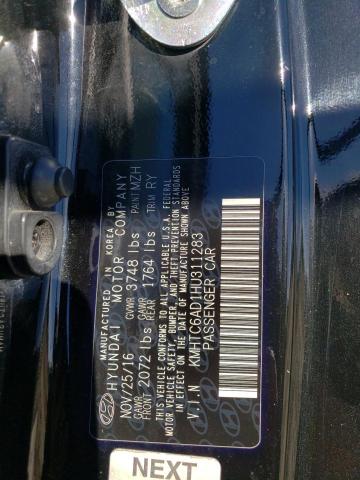 MANUFACTURED IN KOREA BY
HYUNDAI MOTOR COMPANY
NOV/25/16 GVWR 3748 lbs PAINT MZH
GAWR FRONT 2072 lbs GAWR REAR 1764 lbs TRIM RY
THIS VEHICLE CONFORMS TO ALL APPLICABLE U.S.A. FEDERAL
MOTOR VEHICLE SAFETY, BUMPER, AND THEFT PREVENTION STANDARDS
IN EFFECT ON THE DATE OF MANUFACTURE SHOWN ABOVE.
V I N KMHTC6AD1HU311283
PASSENGER CAR
NEXT